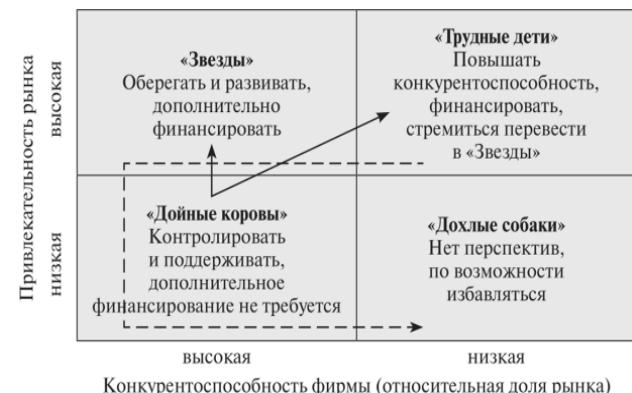 Привлекательность рынка
высокая
низкая
«Звезды»
Оберегать и развивать,
дополнительно
финансировать
«Трудные дети»
Повышать
конкурентоспособность,
финансировать,
стремиться перевести
в «Звезды»
«Дойные коровы»
Контролировать
и поддерживать,
дополнительное
финансирование не требуется
«Дохлые собаки»
Нет перспектив,
по возможности
избавляться
высокая
низкая
Конкурентоспособность фирмы (относительная доля рынка)